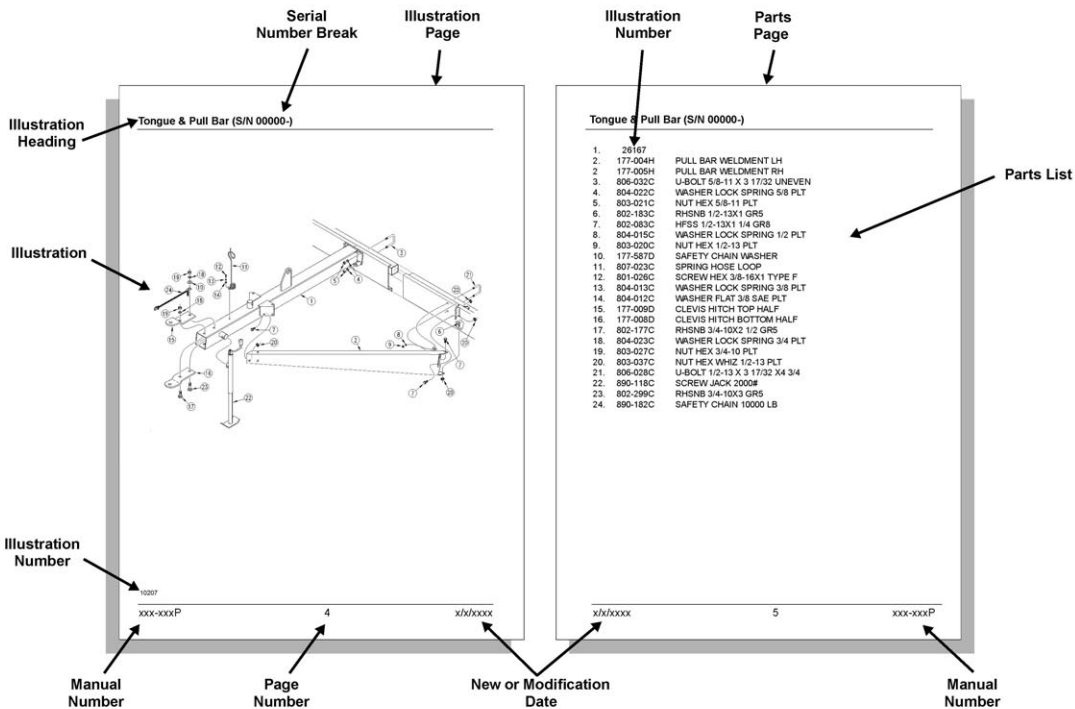 Serial
Number Break
Illustration
Page
Illustration
Number
Parts
Page
Illustration
Heading
Tongue & Pull Bar (S/N 00000-)
Tongue & Pull Bar (S/N 00000-)
1. 26167
2. 177-004H PULL BAR WELDMENT LH
2 177-005H PULL BAR WELDMENT RH
3. 806-032C U-BOLT 5/8-11 X 3 17/32 UNEVEN
4. 804-022C WASHER LOCK SPRING 5/8 PLT
5. 803-021C NUT HEX 5/8-11 PLT
6. 802-183C RHSNB 1/2-13X1 GR5
7. 802-083C HFSS 1/2-13X1 1/4 GR8
8. 804-015C WASHER LOCK SPRING 1/2 PLT
9. 803-020C NUT HEX 1/2-13 PLT
10. 177-587D SAFETY CHAIN WASHER
11. 807-023C SPRING HOSE LOOP
12. 801-026C SCREW HEX 3/8-16X1 TYPE F
13. 804-013C WASHER LOCK SPRING 3/8 PLT
14. 804-012C WASHER FLAT 3/8 SAE PLT
15. 177-009D CLEVIS HITCH TOP HALF
16. 177-008D CLEVIS HITCH BOTTOM HALF
17. 802-177C RHSNB 3/4-10X2 1/2 GR5
18. 804-023C WASHER LOCK SPRING 3/4 PLT
19. 803-027C NUT HEX 3/4-10 PLT
20. 803-037C NUT HEX WHIZ 1/2-13 PLT
21. 806-028C U-BOLT 1/2-13 X 3 17/32 X4 3/4
22. 890-118C SCREW JACK 2000#
23. 802-299C RHSNB 3/4-10X3 GR5
24. 890-182C SAFETY CHAIN 10000 LB
Parts List
Illustration
Illustration
Number
10207
xxx-xxxP 4 x/x/xxxx
x/x/xxxx 5 xxx-xxxP
Manual
Number
Page
Number
New or Modification
Date
Manual
Number